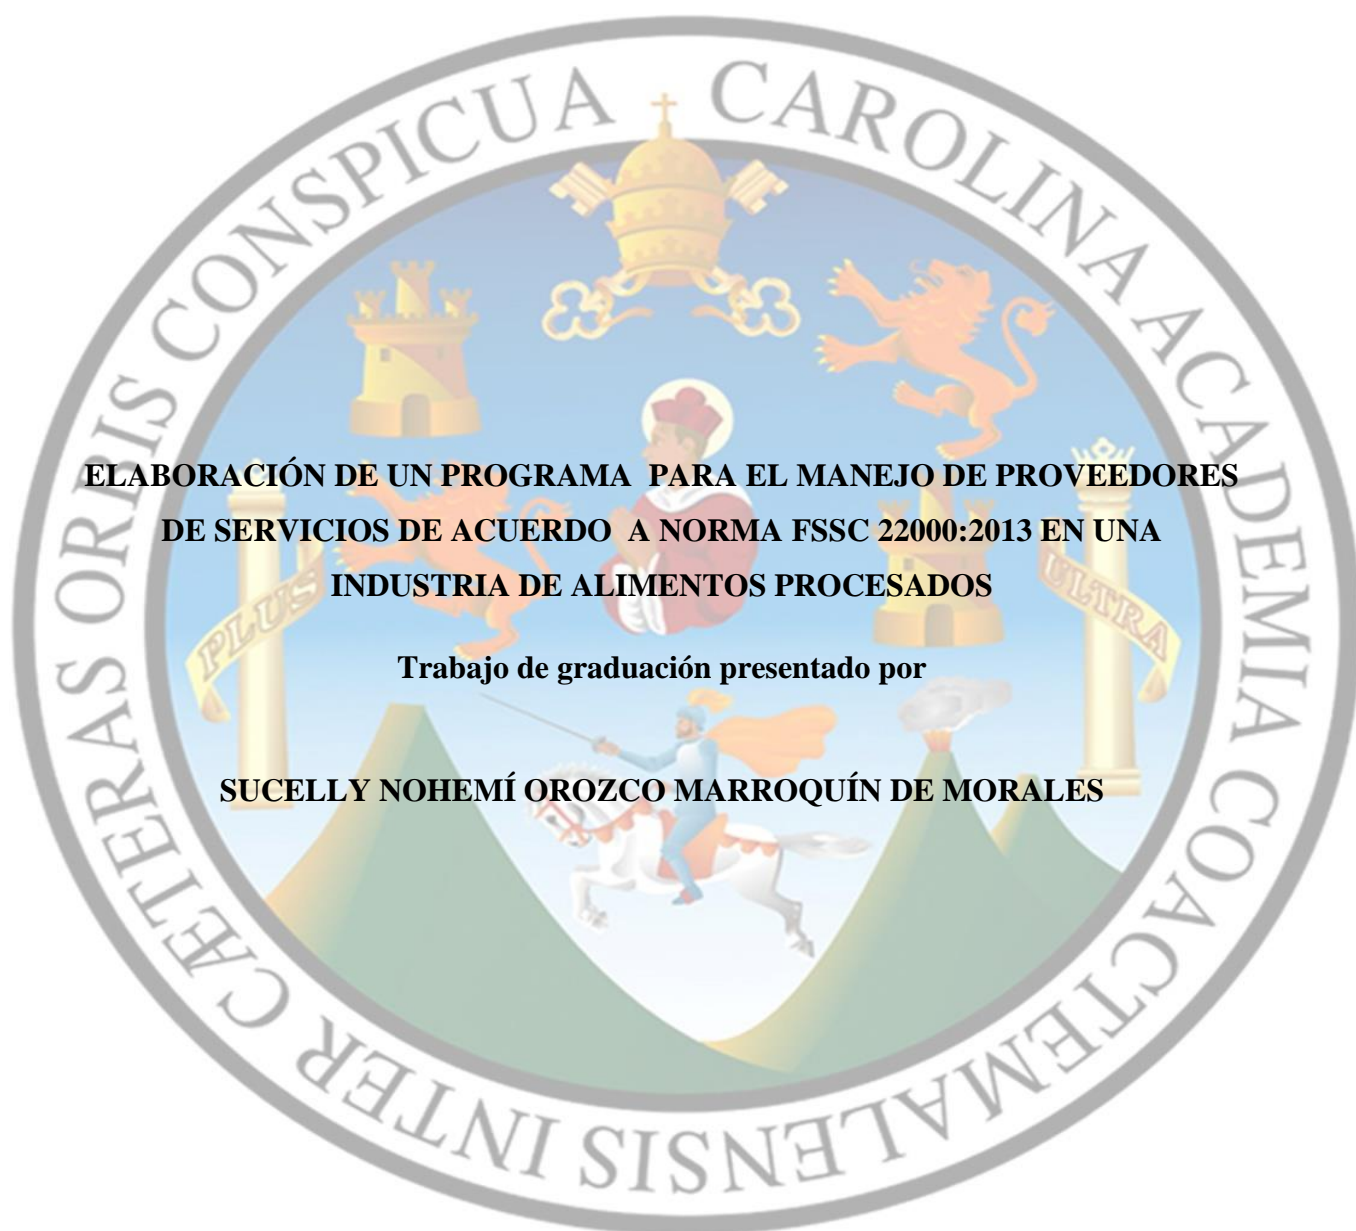 CAETERAS ORBIS CONSPICUA CAROLINA ACADEMIA COACTEMALENSIS INTER
PLUS
ULTRA
ELABORACIÓN DE UN PROGRAMA PARA EL MANEJO DE PROVEEDORES
DE SERVICIOS DE ACUERDO A NORMA FSSC 22000:2013 EN UNA
INDUSTRIA DE ALIMENTOS PROCESADOS
Trabajo de graduación presentado por
SUCELLY NOHEMÍ OROZCO MARROQUÍN DE MORALES